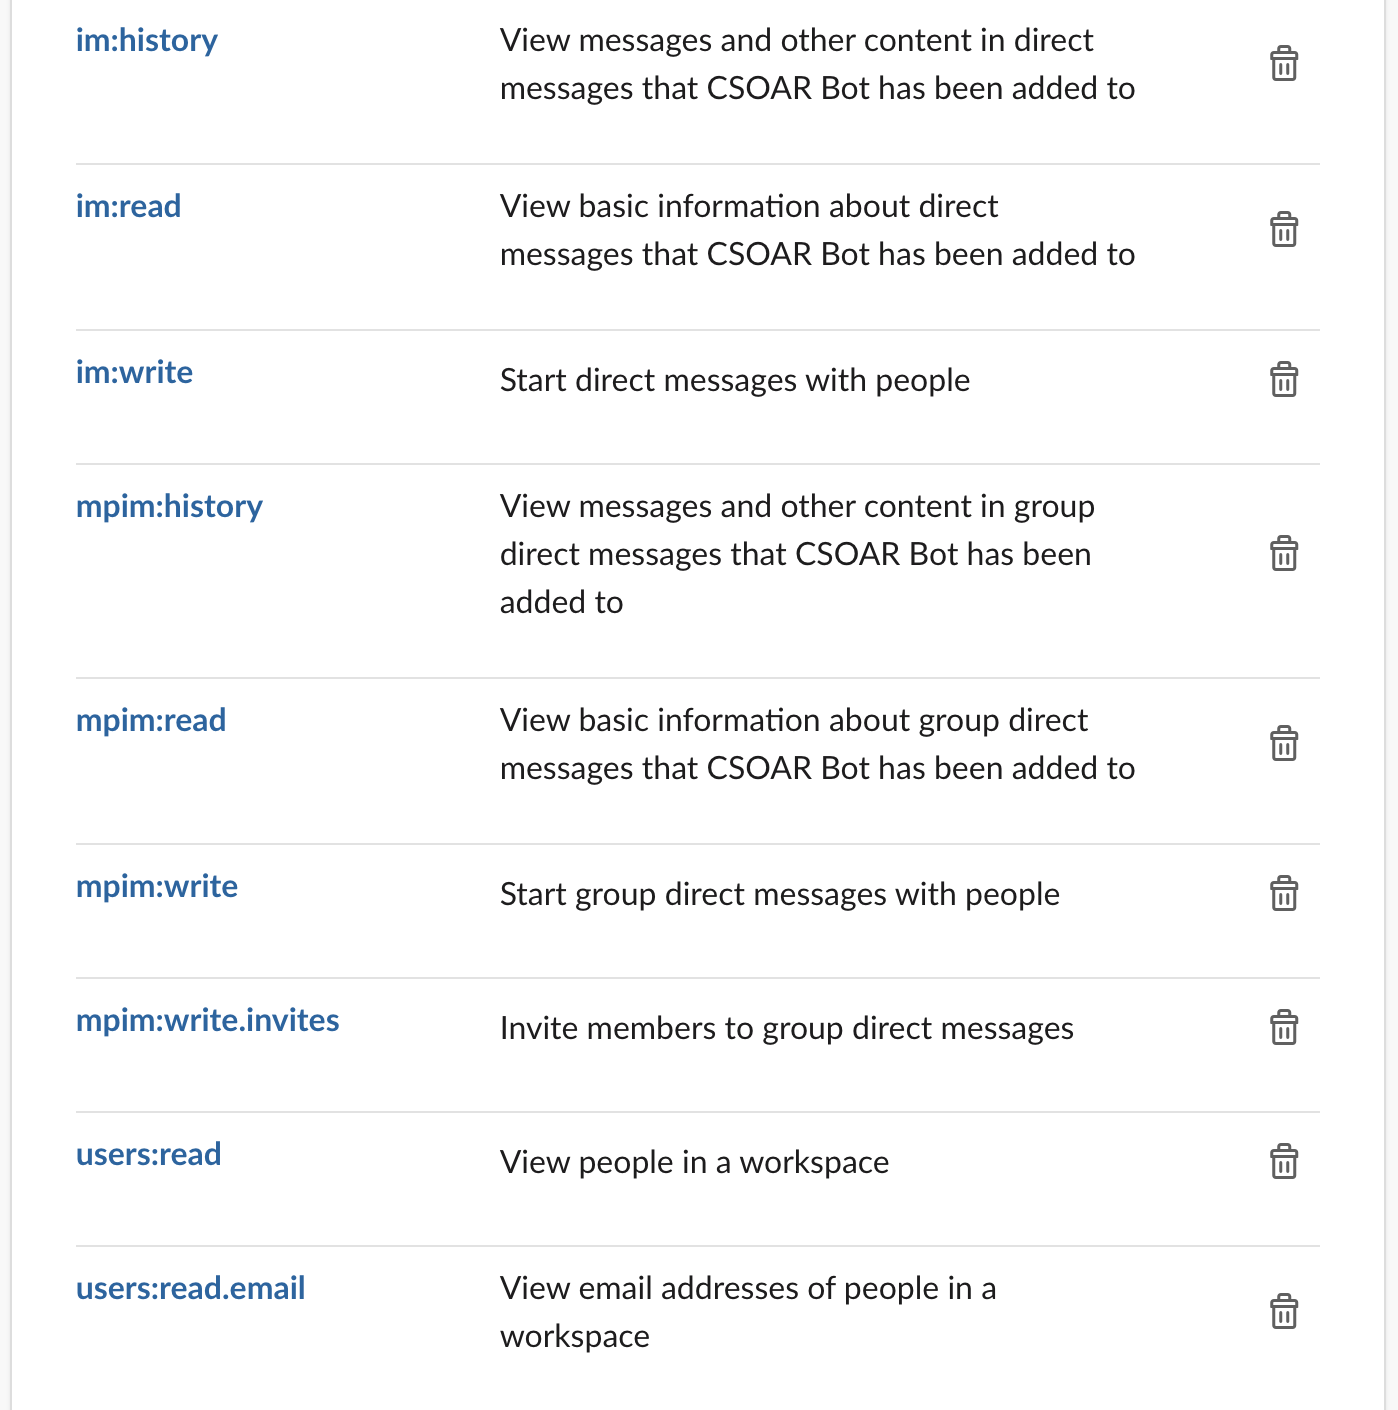 im:history
View messages and other content in direct
messages that CSOAR Bot has been added to
im:read
View basic information about direct
messages that CSOAR Bot has been added to
im:write
Start direct messages with people
mpim:history
View messages and other content in group
direct messages that CSOAR Bot has been
added to
mpim:read
View basic information about group direct
messages that CSOAR Bot has been added to
mpim:write
Start group direct messages with people
mpim:write.invites
Invite members to group direct messages
users:read
View people in a workspace
users:read.email
View email addresses of people in a
workspace